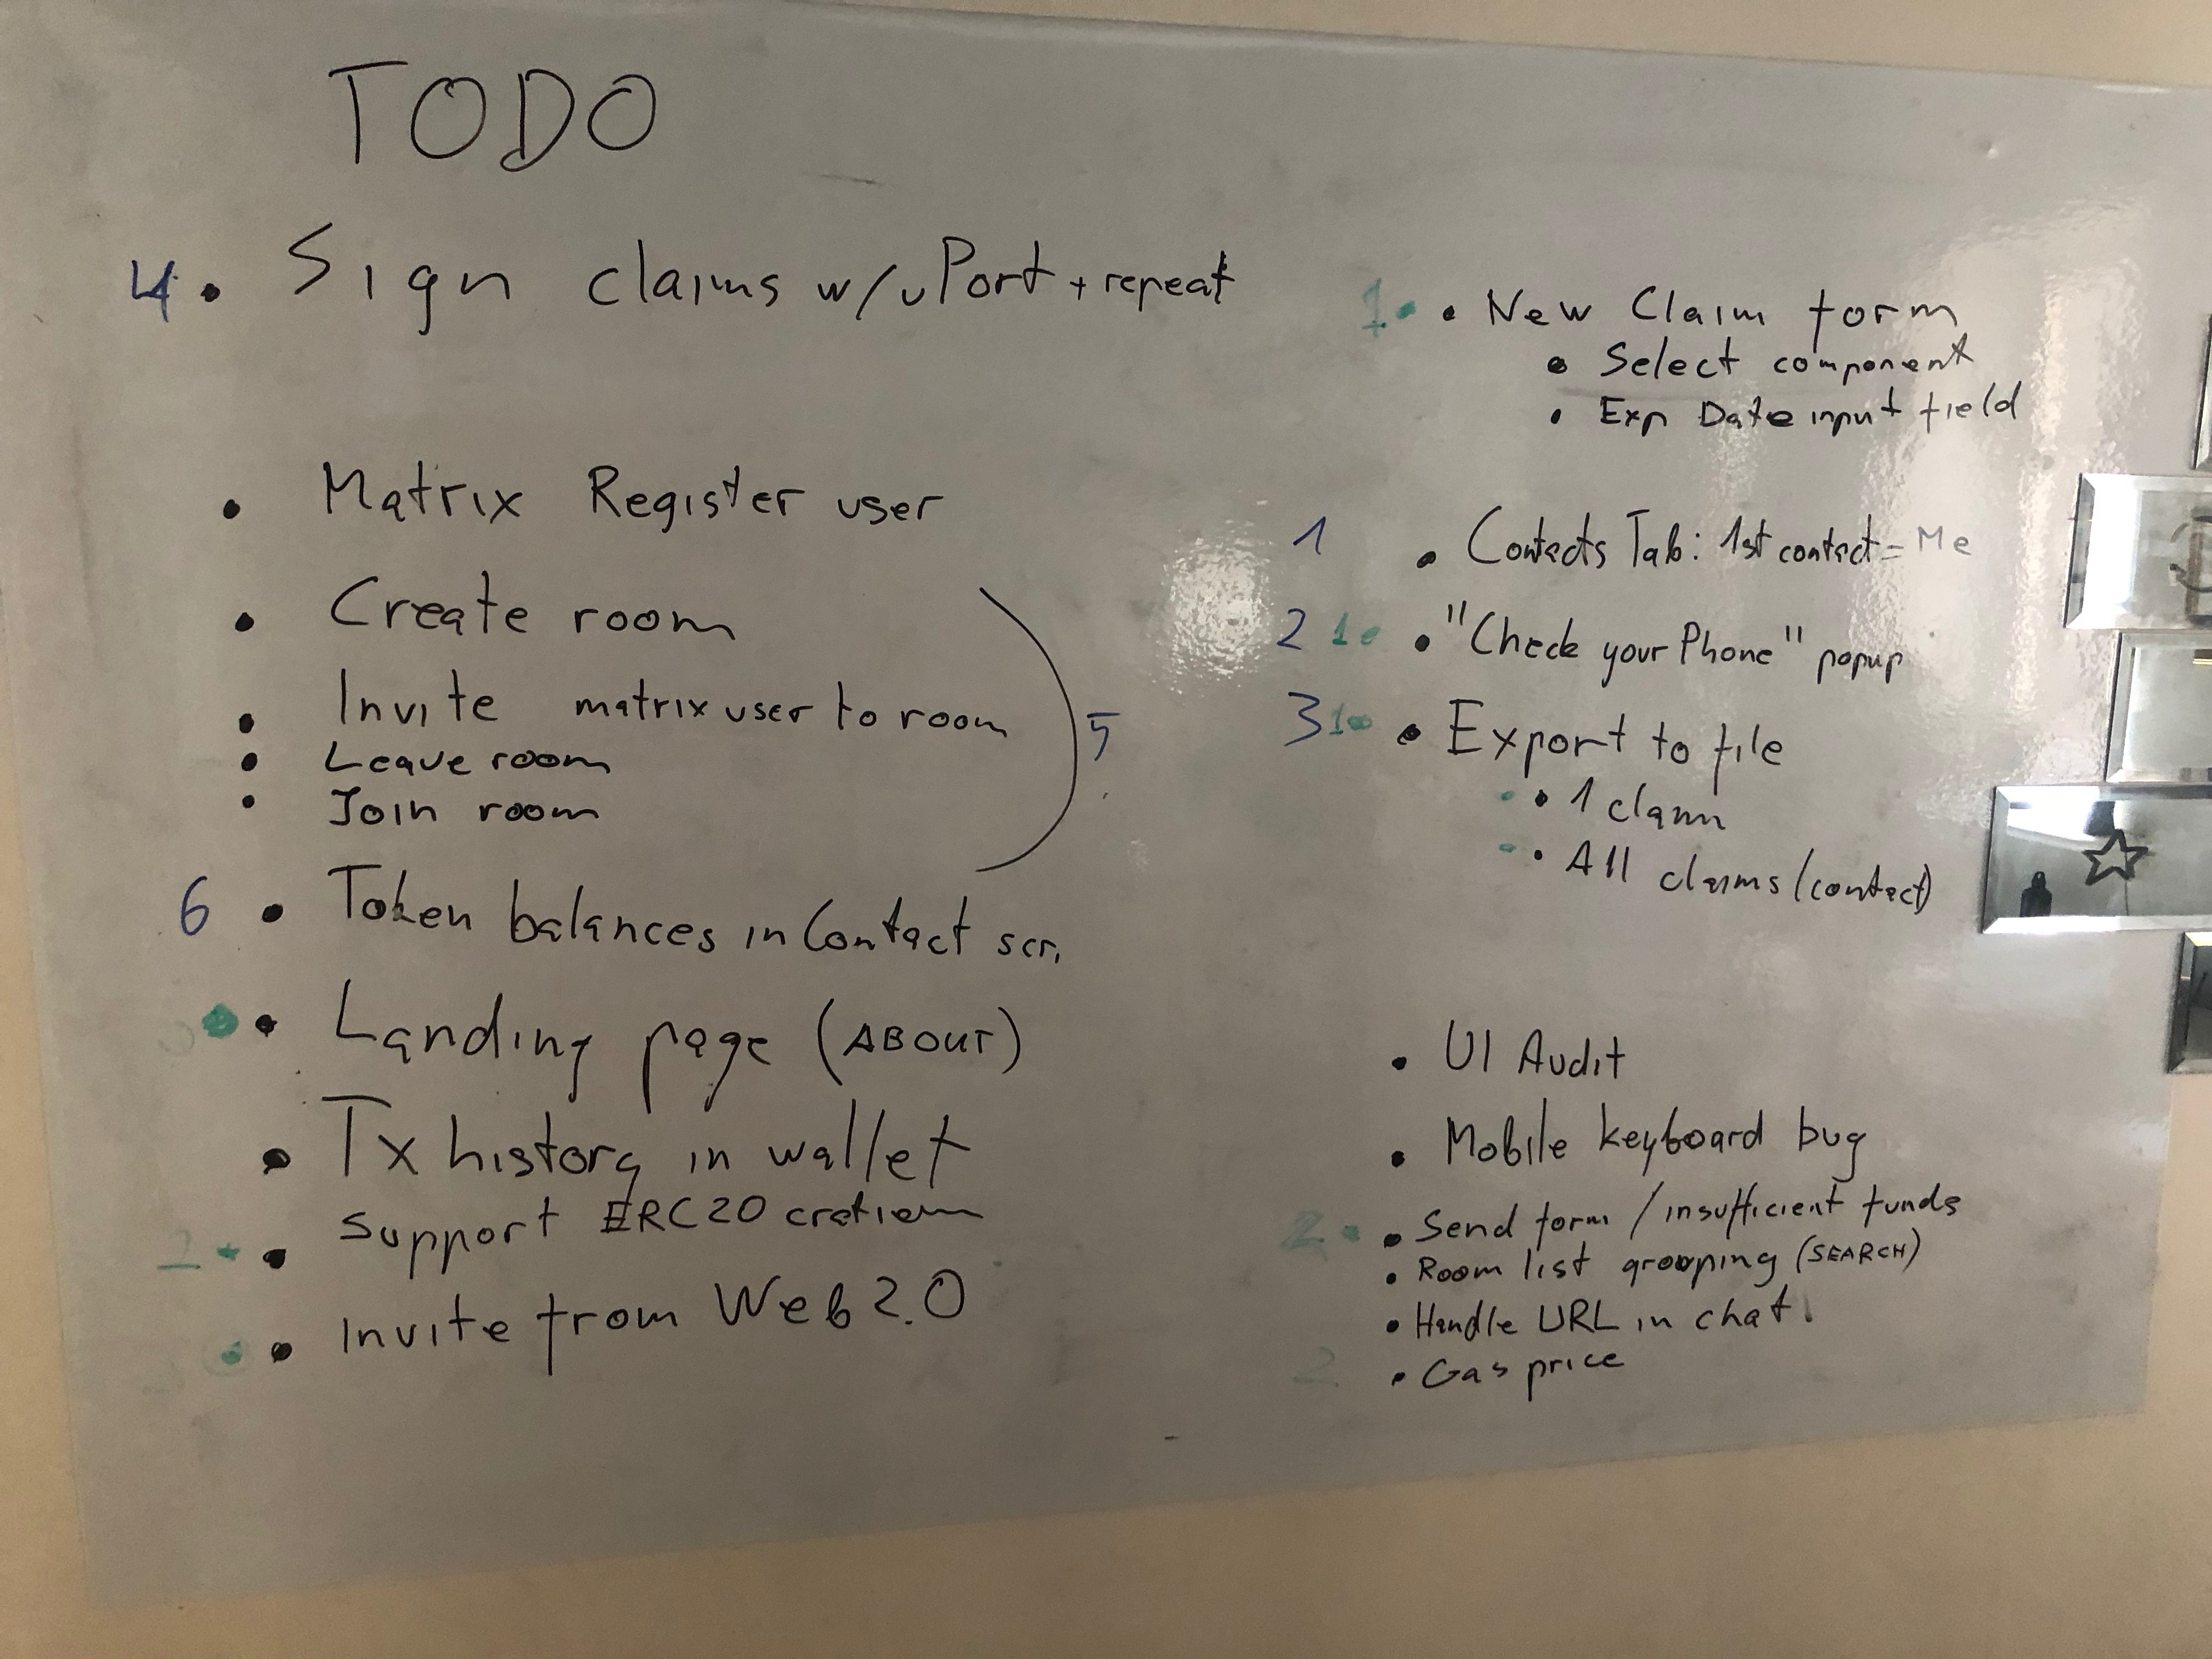 TODO
4. Sign claims w/uPort + repeat
• Matrix Register user
• Create room
• Invite matrix user to room
5
• Leave room
• Join room
6 • Token balances in Contact scr.
• Landing page (ABOUT)
• Tx history in wallet
• Support ERC20
• Invite from Web 2.0
1 • New Claim form
• Select component
• Exp Date input field
1 • Contacts Tab: 1st contact = Me
2 1 • "Check your Phone" popup
3 1 • Export to file
• 1 claim
• All claims (contact)
• UI Audit
• Mobile keyboard bug
2 • Send form / insufficient funds
• Room list grouping (SEARCH)
• Handle URL in chat!
2 • Gas price